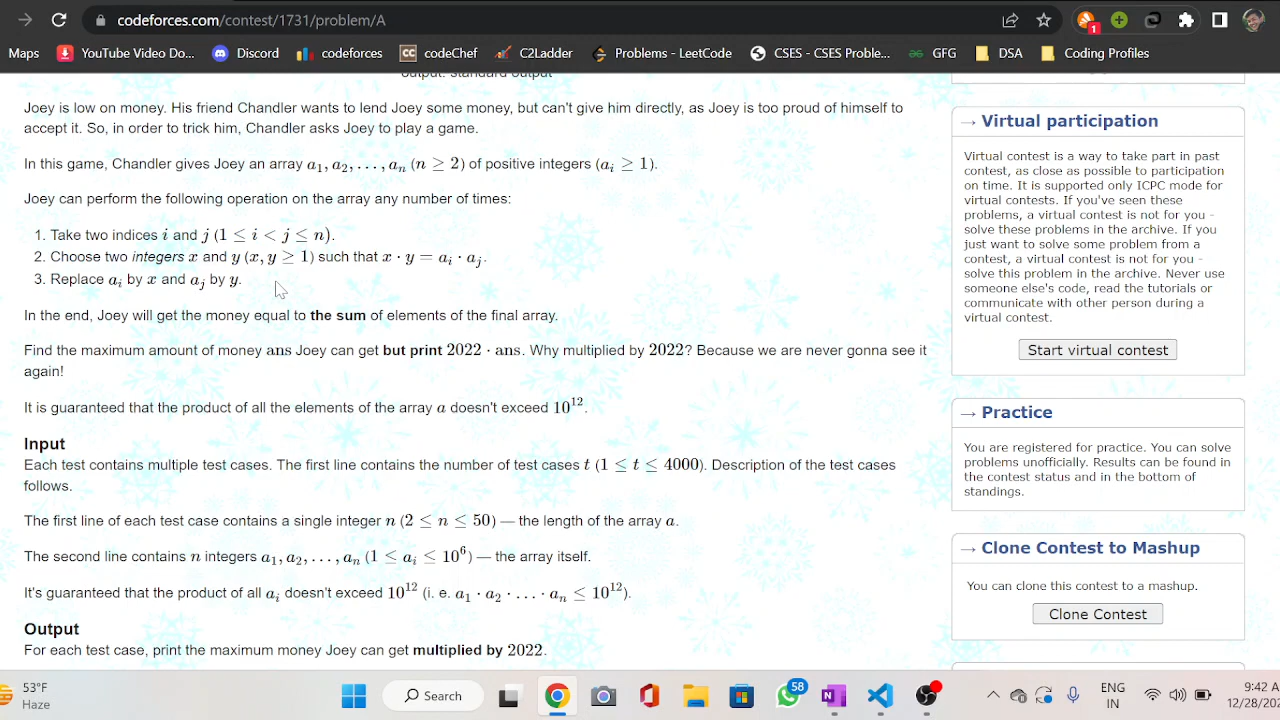 codeforces.com/contest/1731/problem/A
1
Maps YouTube Video Do... Discord codeforces CC codeChef C2Ladder Problems - LeetCode CSES - CSES Proble... GFG DSA Coding Profiles
output: standard output
Joey is low on money. His friend Chandler wants to lend Joey some money, but can't give him directly, as Joey is too proud of himself to
accept it. So, in order to trick him, Chandler asks Joey to play a game.
In this game, Chandler gives Joey an array a₁, a₂, . . . , aₙ (n ≥ 2) of positive integers (aᵢ ≥ 1).
Joey can perform the following operation on the array any number of times:
1. Take two indices i and j (1 ≤ i < j ≤ n).
2. Choose two integers x and y (x, y ≥ 1) such that x · y = aᵢ · aⱼ.
3. Replace aᵢ by x and aⱼ by y.
In the end, Joey will get the money equal to the sum of elements of the final array.
Find the maximum amount of money ans Joey can get but print 2022 · ans. Why multiplied by 2022? Because we are never gonna see it
again!
It is guaranteed that the product of all the elements of the array a doesn't exceed 10¹².
Input
Each test contains multiple test cases. The first line contains the number of test cases t (1 ≤ t ≤ 4000). Description of the test cases
follows.
The first line of each test case contains a single integer n (2 ≤ n ≤ 50) — the length of the array a.
The second line contains n integers a₁, a₂, . . . , aₙ (1 ≤ aᵢ ≤ 10⁶) — the array itself.
It's guaranteed that the product of all aᵢ doesn't exceed 10¹² (i. e. a₁ · a₂ · . . . · aₙ ≤ 10¹²).
Output
For each test case, print the maximum money Joey can get multiplied by 2022.
→ Virtual participation
Virtual contest is a way to take part in past
contest, as close as possible to participation
on time. It is supported only ICPC mode for
virtual contests. If you've seen these
problems, a virtual contest is not for you -
solve these problems in the archive. If you
just want to solve some problem from a
contest, a virtual contest is not for you -
solve this problem in the archive. Never use
someone else's code, read the tutorials or
communicate with other person during a
virtual contest.
Start virtual contest
→ Practice
You are registered for practice. You can solve
problems unofficially. Results can be found in
the contest status and in the bottom of
standings.
→ Clone Contest to Mashup
You can clone this contest to a mashup.
Clone Contest
53°F
Haze
Search
58
ENG
IN
9:42 A
12/28/20